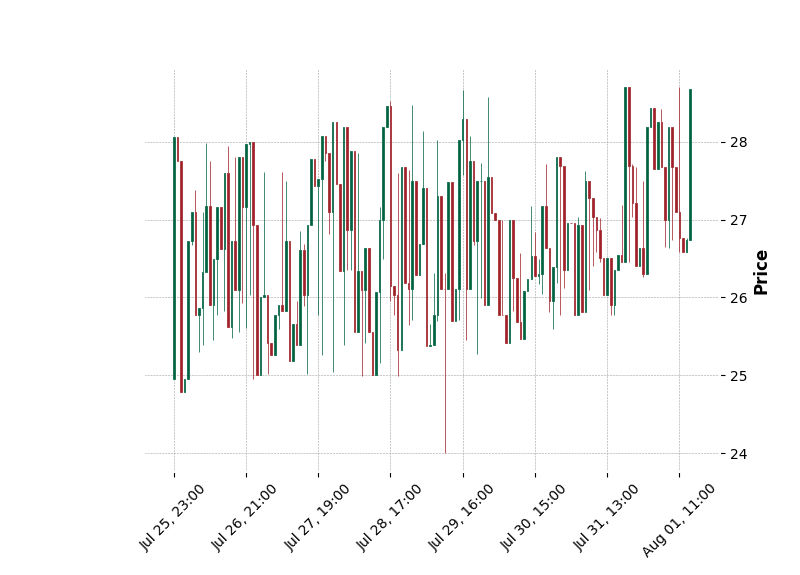 28
27
26
25
24
Price
Jul 25, 23:00
Jul 26, 21:00
Jul 27, 19:00
Jul 28, 17:00
Jul 29, 16:00
Jul 30, 15:00
Jul 31, 13:00
Aug 01, 11:00